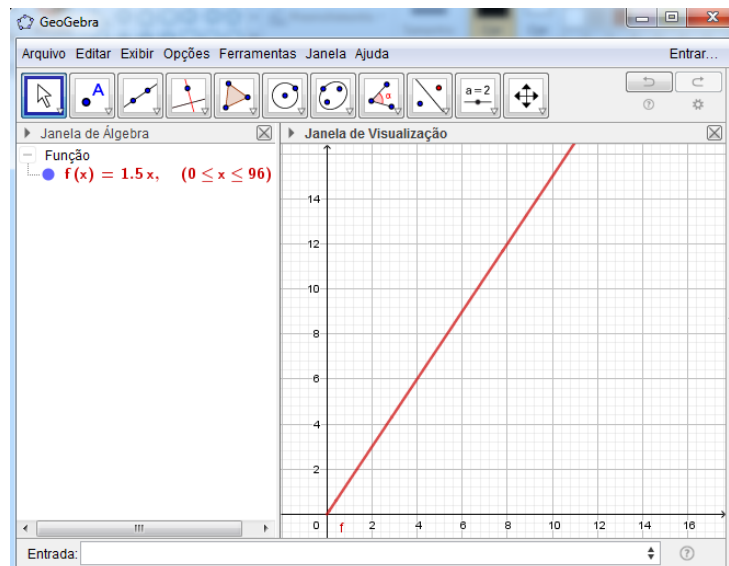 GeoGebra
Arquivo Editar Exibir Opções Ferramentas Janela Ajuda Entrar...
A α a=2
Janela de Álgebra
Função
f(x) = 1.5 x, (0 ≤ x ≤ 96)
Janela de Visualização
14
12
10
8
6
4
2
0 f 2 4 6 8 10 12 14 16
Entrada: